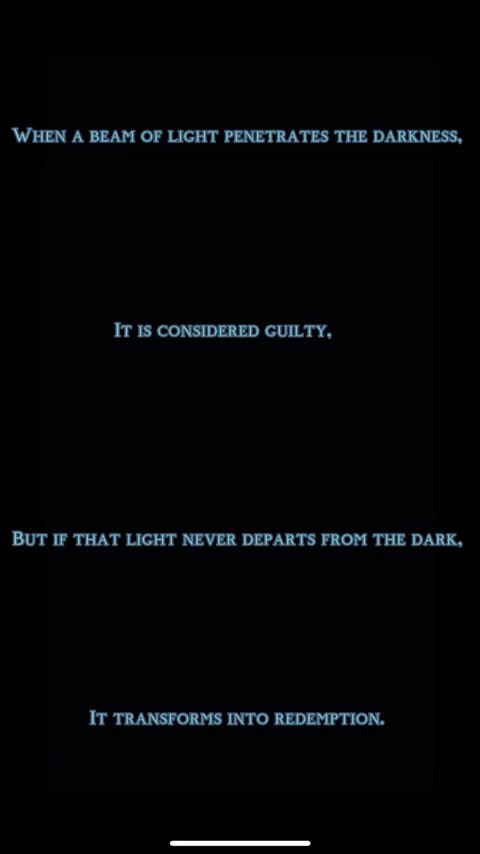 When a beam of light penetrates the darkness,
It is considered guilty,
But if that light never departs from the dark,
It transforms into redemption.